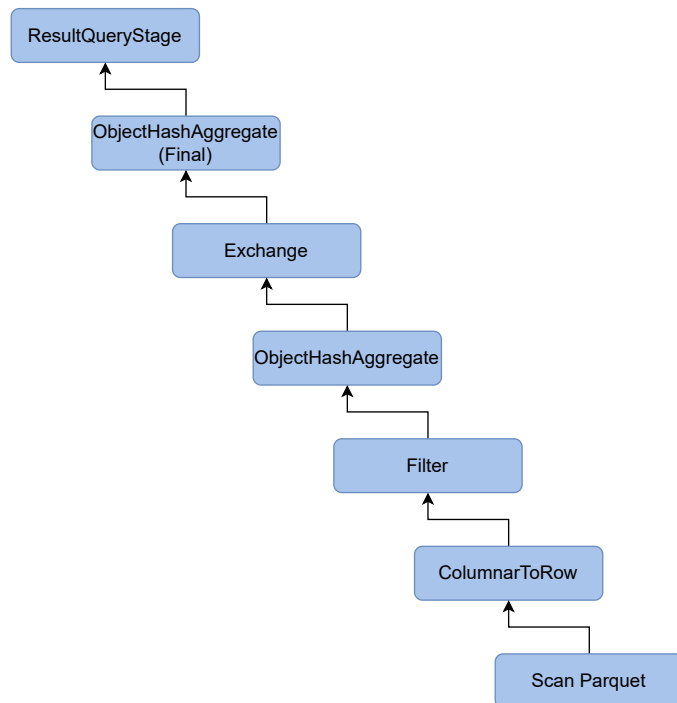 ResultQueryStage
ObjectHashAggregate
(Final)
Exchange
ObjectHashAggregate
Filter
ColumnarToRow
Scan Parquet